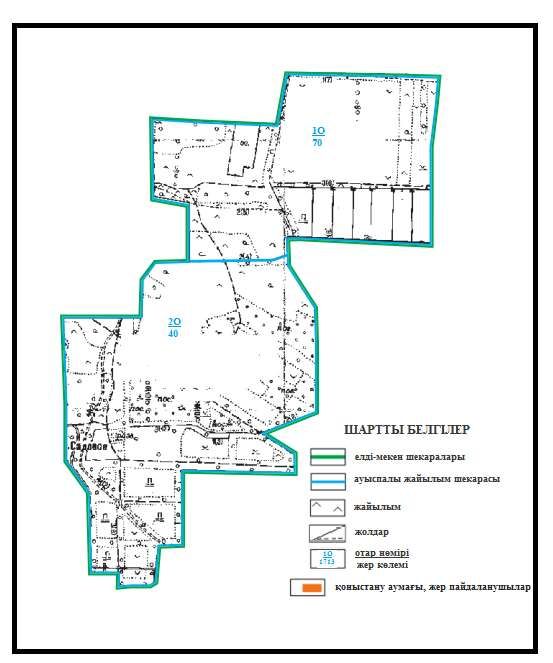 1О
70
2О
40
Садовое
ШАРТТЫ БЕЛГІЛЕР
елді-мекен шекаралары
ауыспалы жайылым шекарасы
жайылым
жолдар
1О
1713
отар нөмірі
жер көлемі
қоныстану аумағы, жер пайдаланушылар